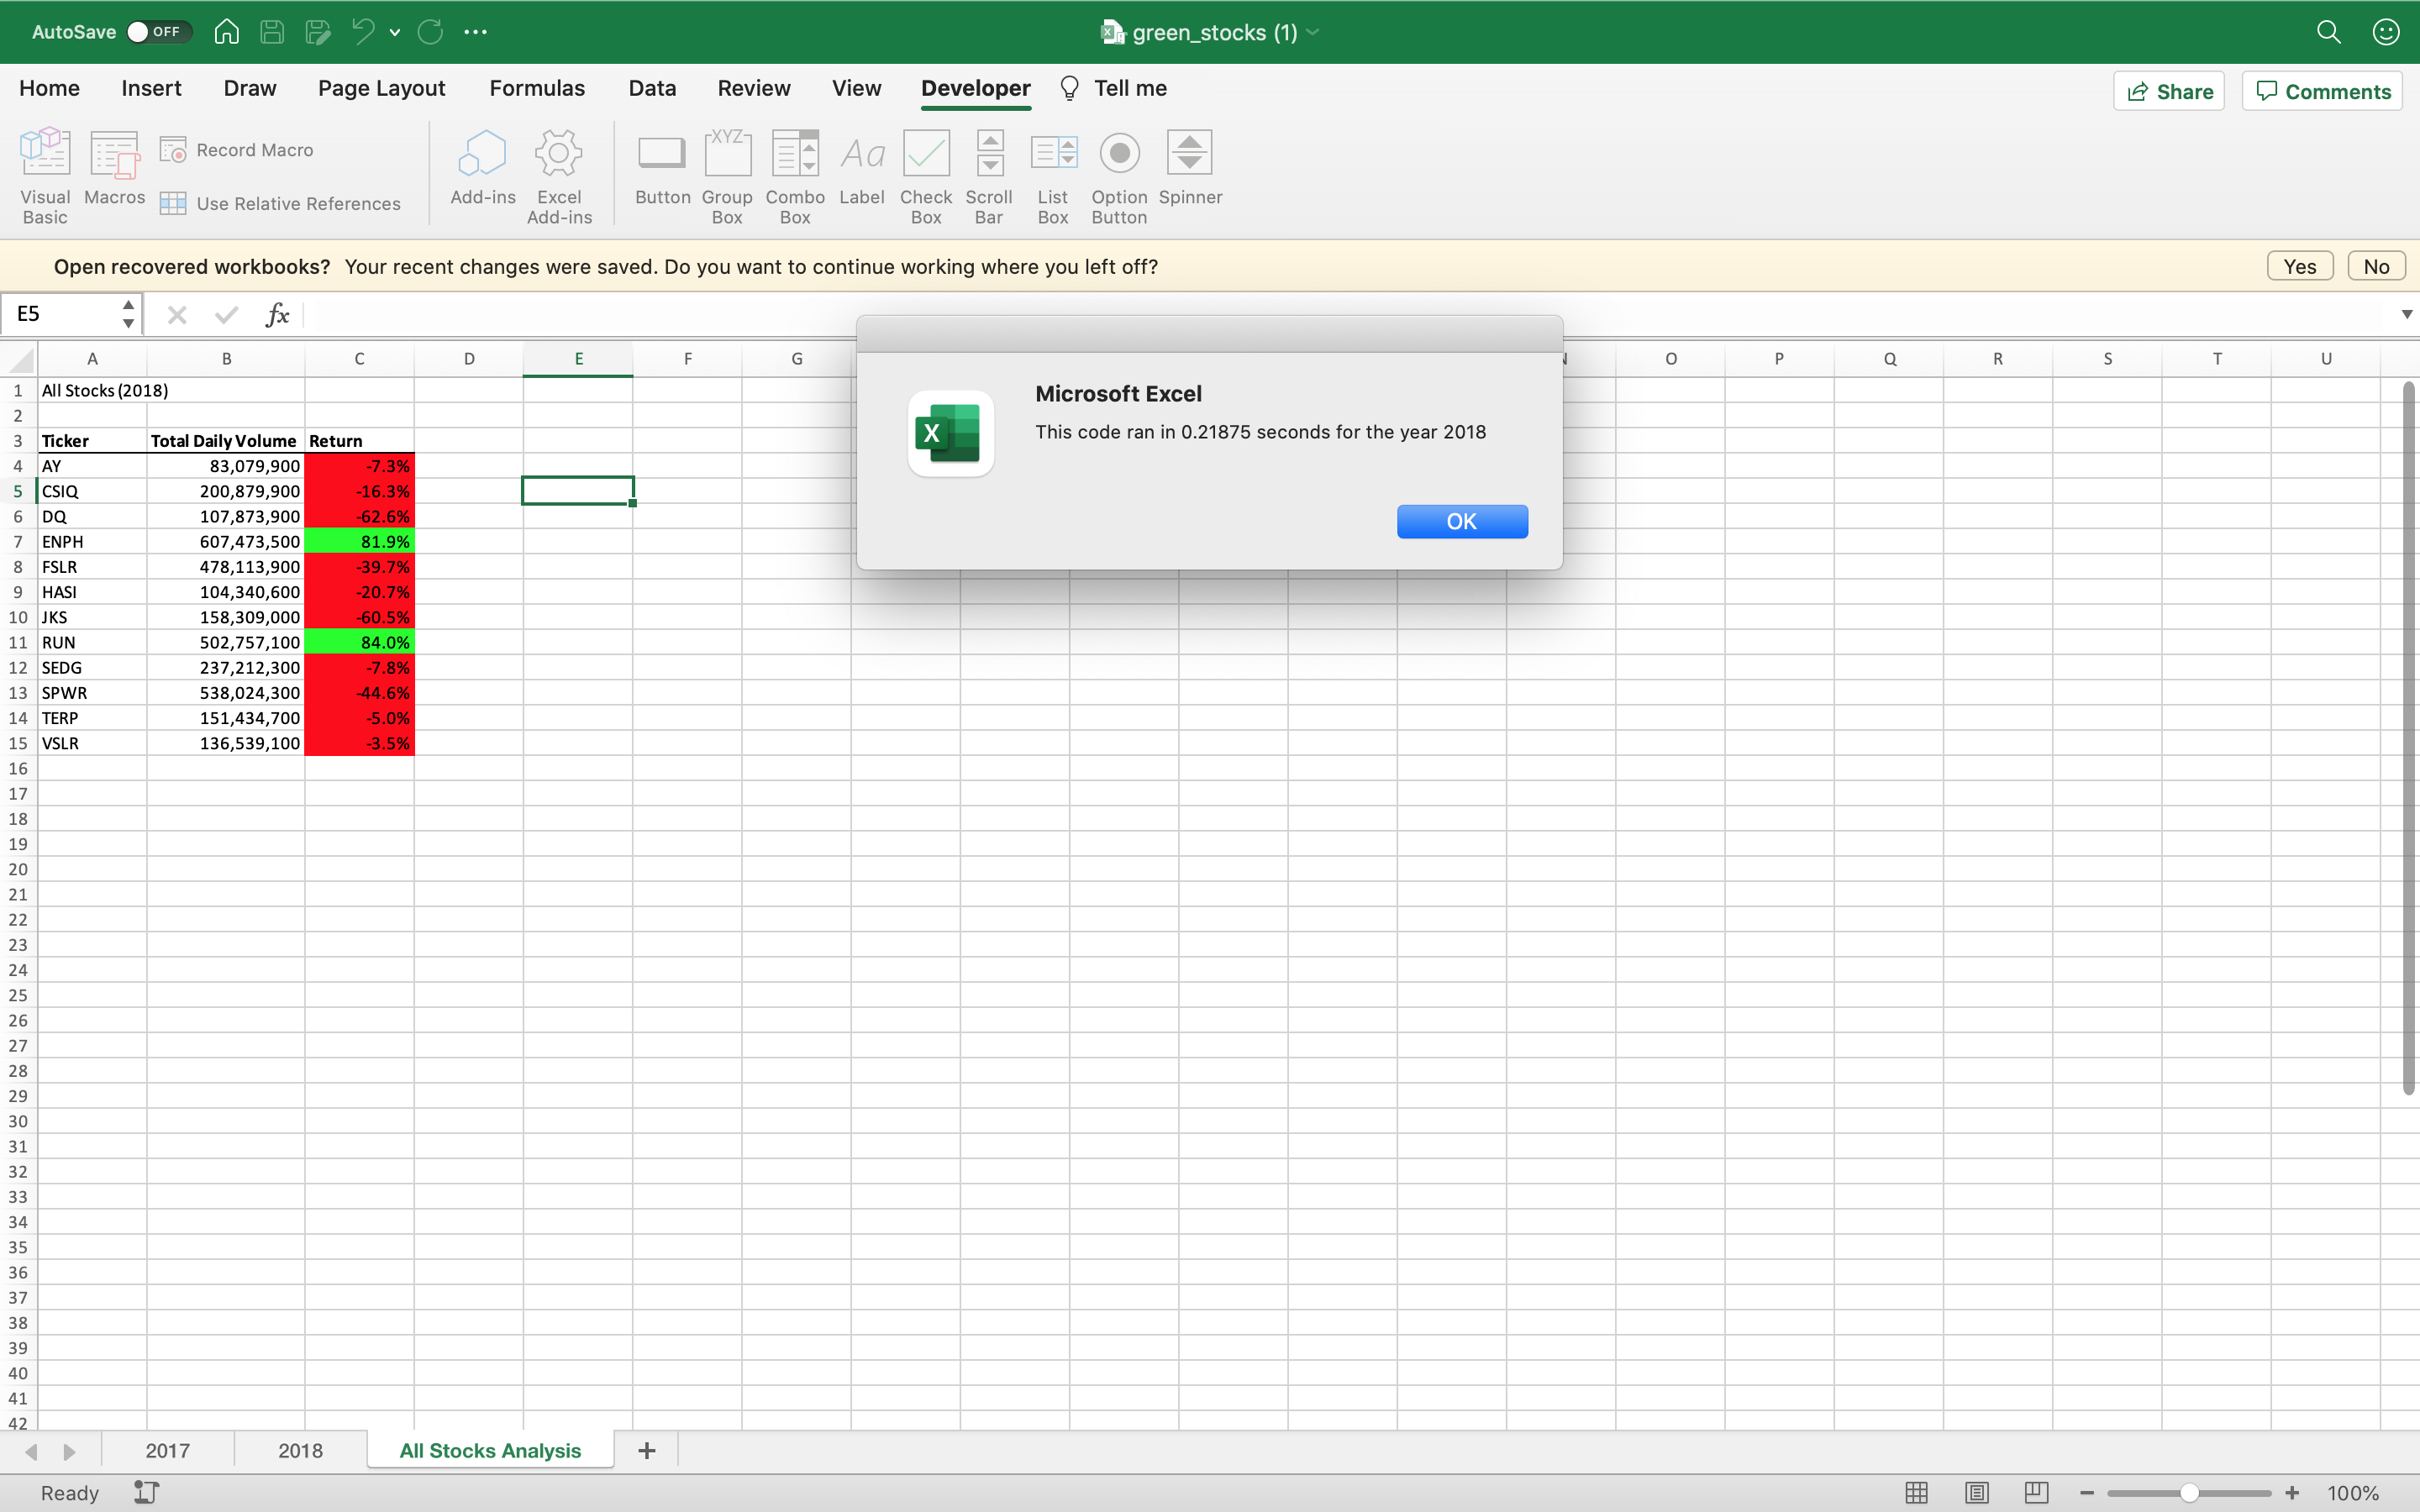 AutoSave OFF green_stocks (1)
Home Insert Draw Page Layout Formulas Data Review View Developer Tell me Share Comments
Visual Basic Macros Record Macro Use Relative References Add-ins Excel Add-ins Button XYZ Group Box Combo Box Aa Label Check Box Scroll Bar List Box Option Button Spinner
Open recovered workbooks? Your recent changes were saved. Do you want to continue working where you left off? Yes No
E5 fx
A B C D E F G N O P Q R S T U
Microsoft Excel
This code ran in 0.21875 seconds for the year 2018
OK
1 All Stocks (2018)
2
3 Ticker Total Daily Volume Return
4 AY 83,079,900 -7.3%
5 CSIQ 200,879,900 -16.3%
6 DQ 107,873,900 -62.6%
7 ENPH 607,473,500 81.9%
8 FSLR 478,113,900 -39.7%
9 HASI 104,340,600 -20.7%
10 JKS 158,309,000 -60.5%
11 RUN 502,757,100 84.0%
12 SEDG 237,212,300 -7.8%
13 SPWR 538,024,300 -44.6%
14 TERP 151,434,700 -5.0%
15 VSLR 136,539,100 -3.5%
16
17
18
19
20
21
22
23
24
25
26
27
28
29
30
31
32
33
34
35
36
37
38
39
40
41
42
2017 2018 All Stocks Analysis
Ready 100%